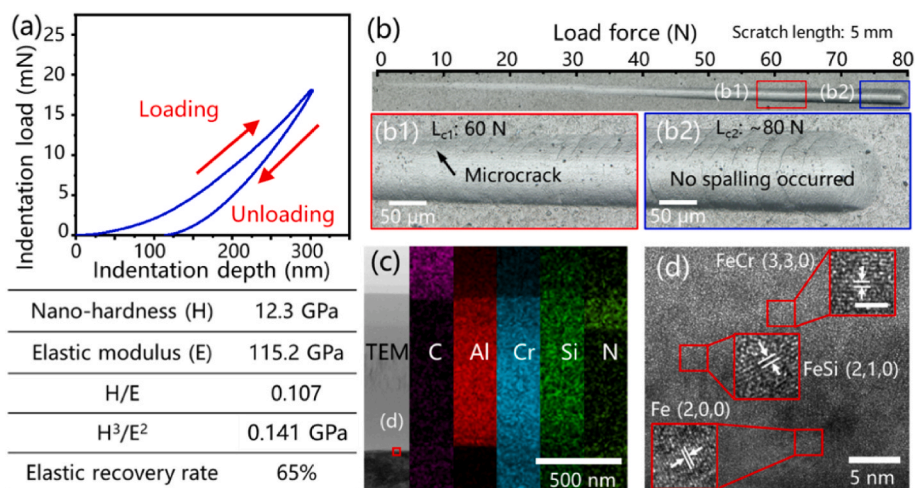 (a)
Indentation load (mN)
25
20
15
10
5
0
Loading
Unloading
0 100 200 300
Indentation depth (nm)
Nano-hardness (H) 12.3 GPa
Elastic modulus (E) 115.2 GPa
H/E 0.107
H³/E² 0.141 GPa
Elastic recovery rate 65%
(b)
Load force (N) Scratch length: 5 mm
0 10 20 30 40 50 60 70 80
(b1) (b2)
(b1) Lc1: 60 N
Microcrack
50 μm
(b2) Lc2: ~80 N
No spalling occurred
50 μm
(c)
TEM C Al Cr Si N
(d)
500 nm
(d)
FeCr (3,3,0)
FeSi (2,1,0)
Fe (2,0,0)
5 nm